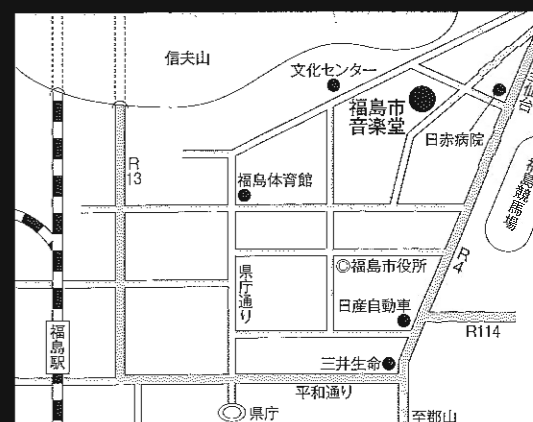 信夫山
文化センター
福島市
音楽堂
至仙台
日赤病院
R
13
福島体育館
福島競馬場
R4
◎福島市役所
県庁通り
日産自動車
R114
福島駅
三井生命
平和通り
県庁
至郡山